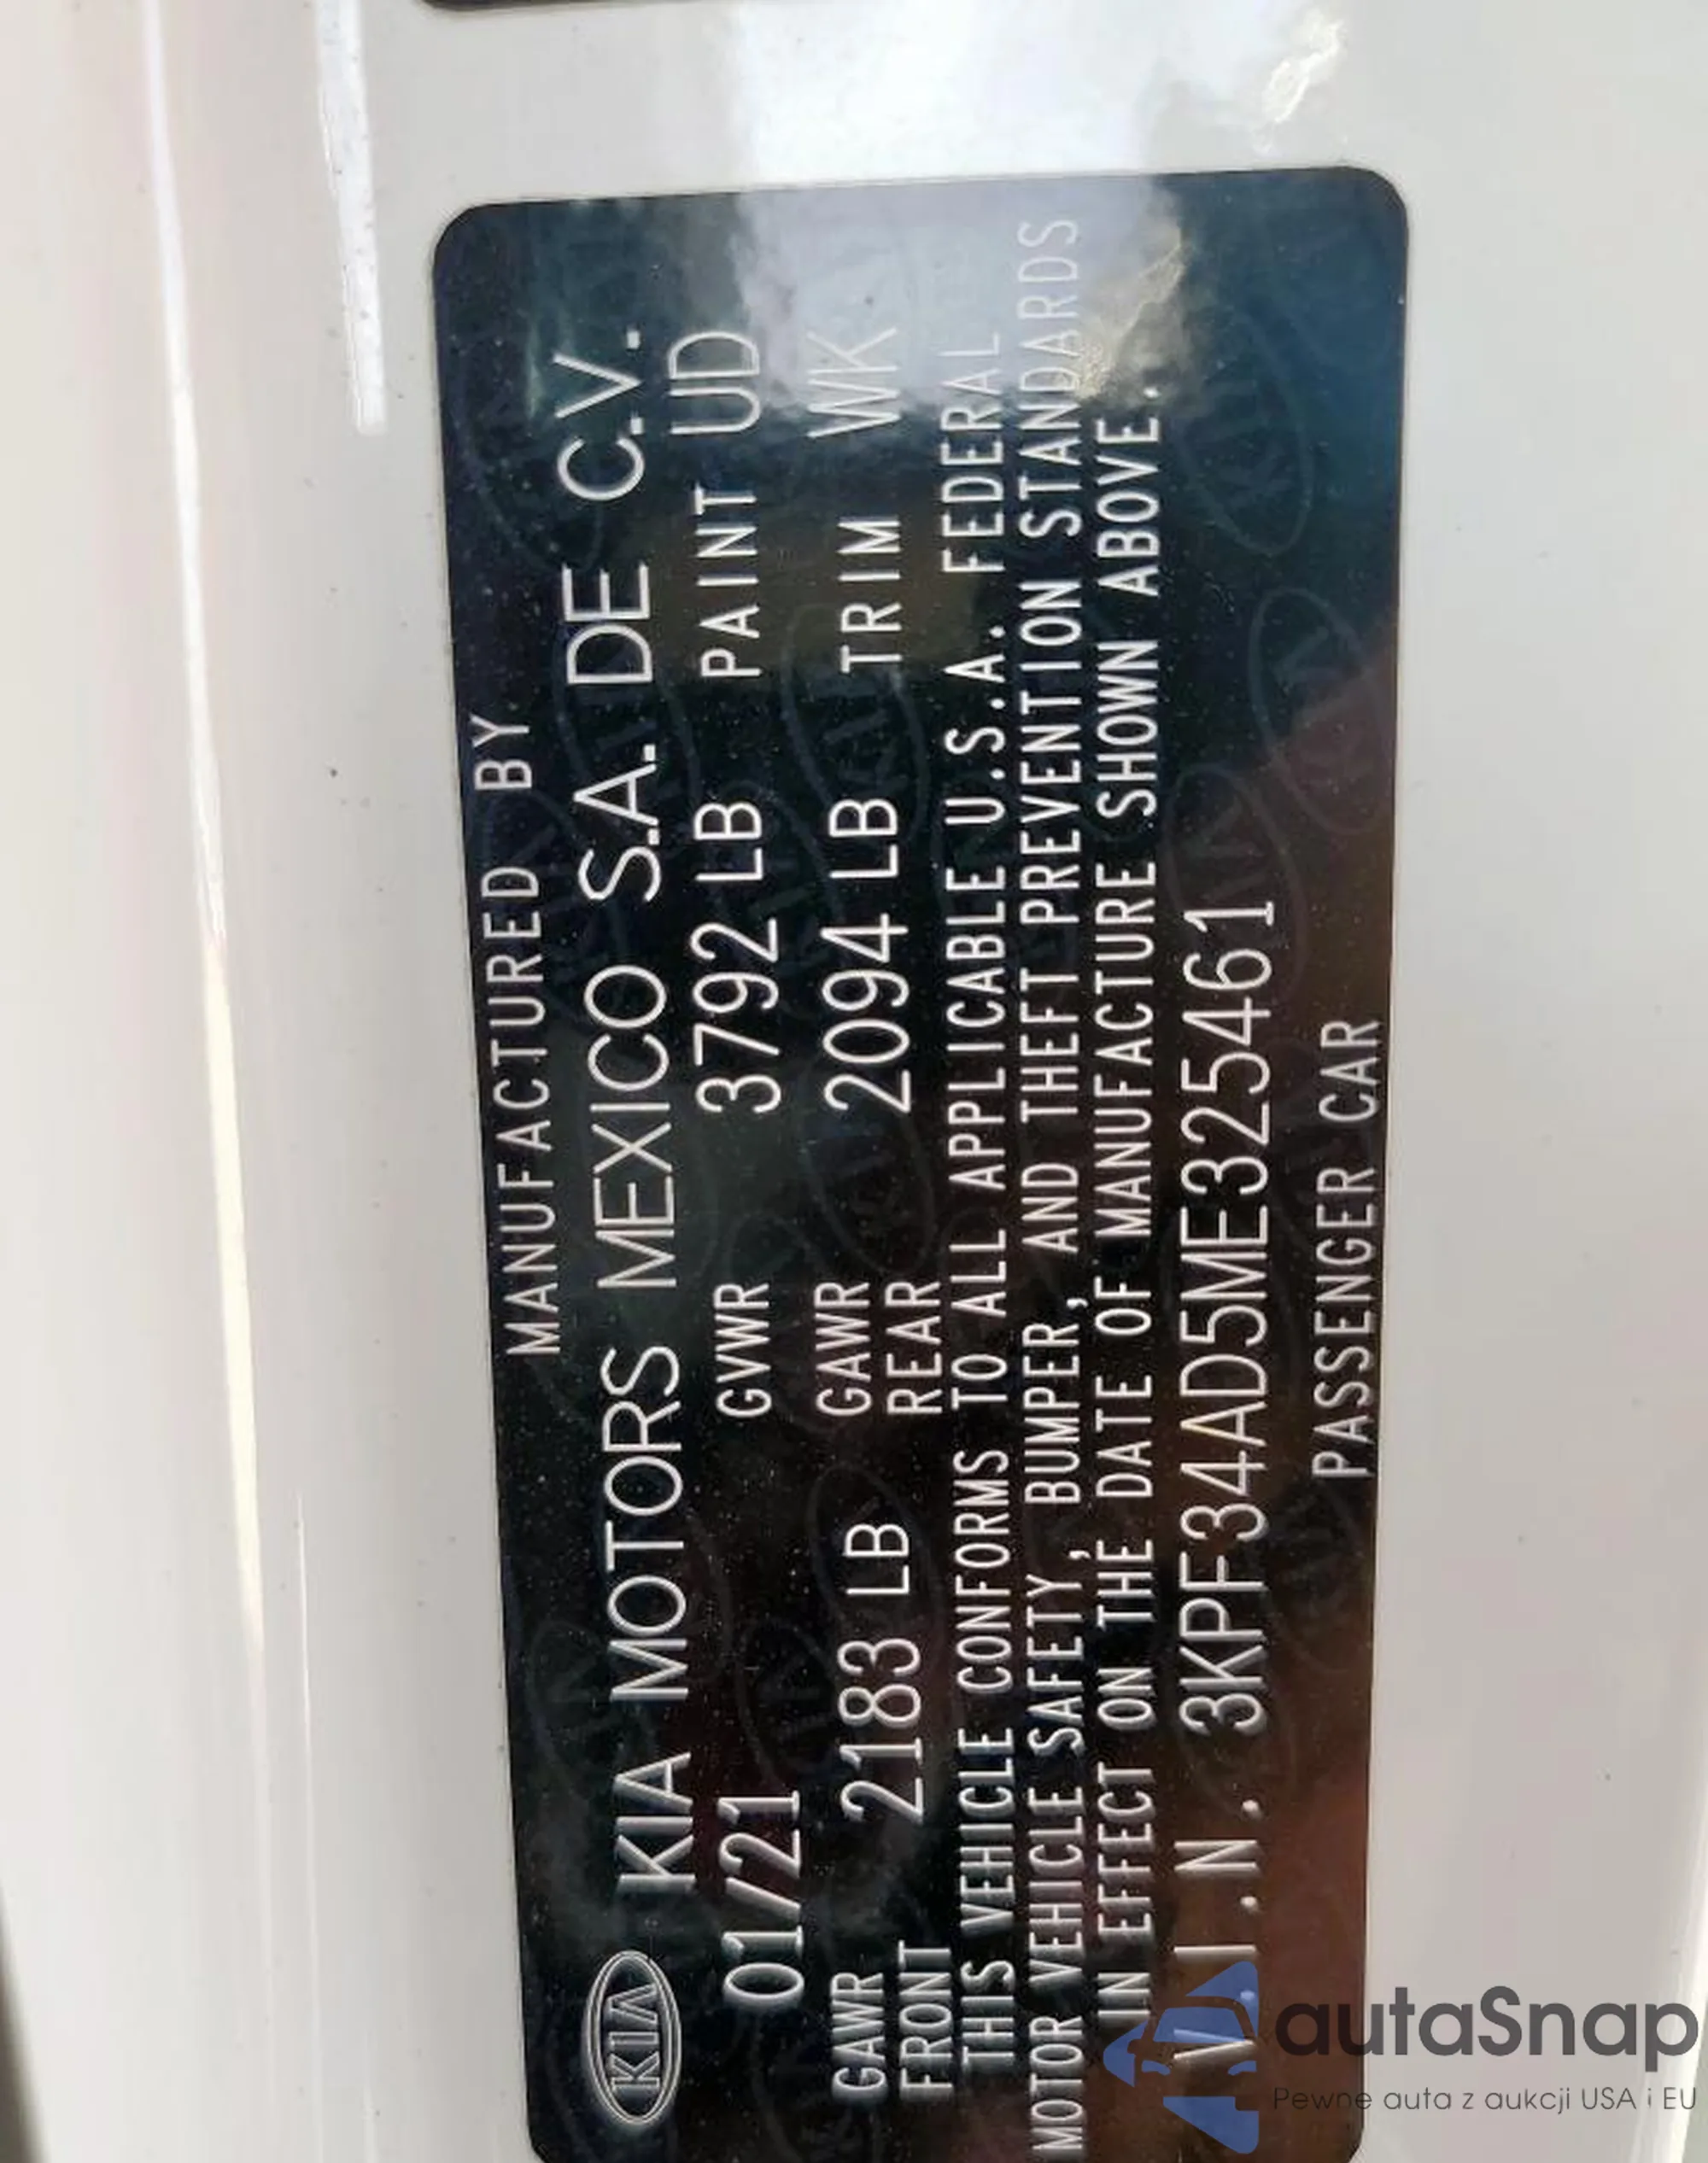 MANUFACTURED BY
KIA KIA MOTORS MEXICO S.A. DE C.V.
01/21 GVWR 3792 LB PAINT UD
GAWR FRONT 2183 LB GAWR REAR 2094 LB TRIM WK
THIS VEHICLE CONFORMS TO ALL APPLICABLE U.S.A. FEDERAL
MOTOR VEHICLE SAFETY, BUMPER, AND THEFT PREVENTION STANDARDS
IN EFFECT ON THE DATE OF MANUFACTURE SHOWN ABOVE.
V.I.N. 3KPF34AD5ME325461
PASSENGER CAR
autaSnap
Pewne auta z aukcji USA i EU